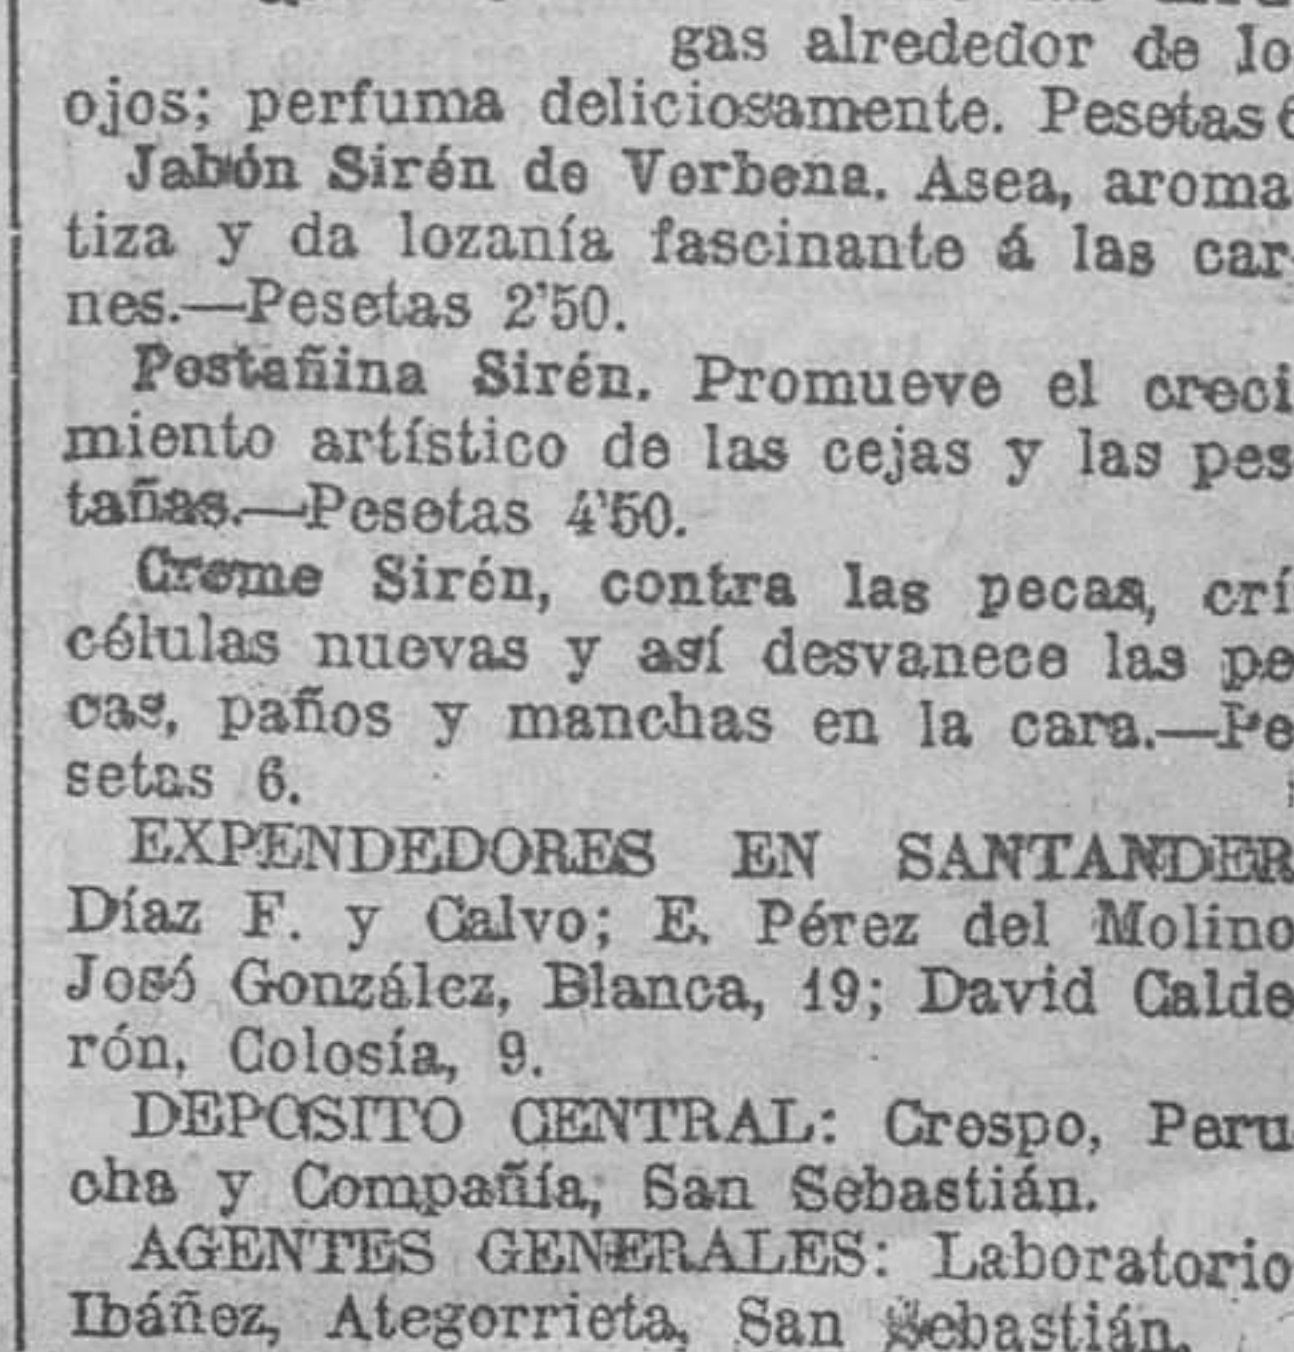 gas alrededor de lo
ojos; perfuma deliciosamente. Pesetas 6
Jabón Sirén de Verbena. Asea, aroma
tiza y da lozanía fascinante á las car-
nes.—Pesetas 2'50.
Pestañina Sirén. Promueve el creci
miento artístico de las cejas y las pes
tañas.—Pesetas 4'50.
Creme Sirén, contra las pecas, crí
células nuevas y así desvanece las pe
cas, paños y manchas en la cara.—Pe
setas 6.
EXPENDEDORES EN SANTANDER
Díaz F. y Calvo; E. Pérez del Molino
José González, Blanca, 19; David Calde
rón, Colosía, 9.
DEPOSITO CENTRAL: Crespo, Peru
cha y Compañía, San Sebastián.
AGENTES GENERALES: Laboratorio
Ibáñez, Ategorrieta, San Sebastián.